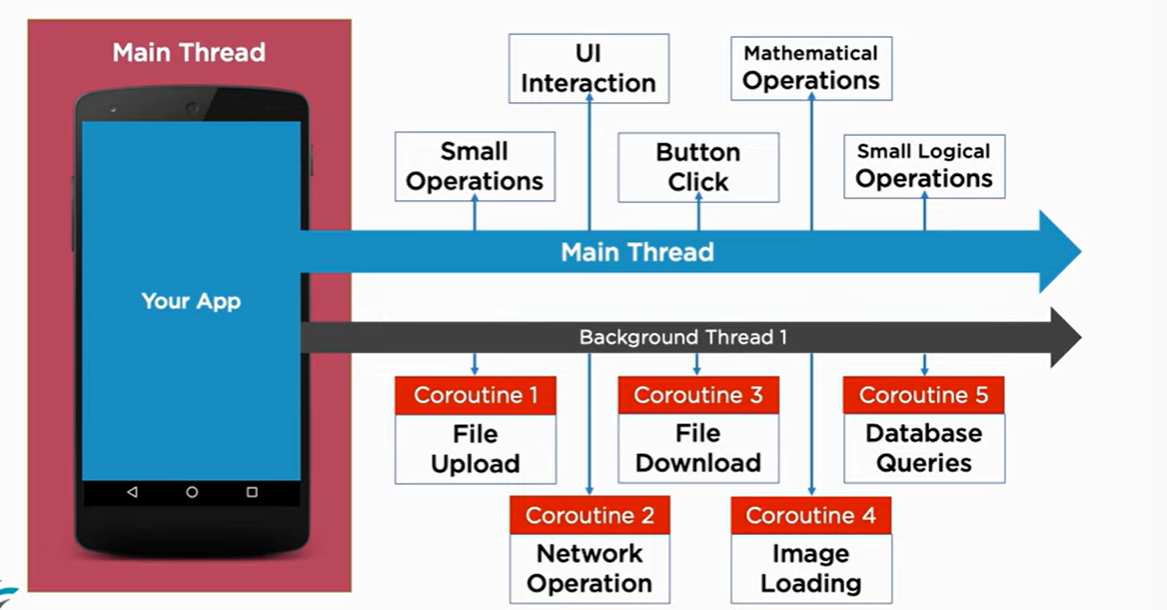 Main Thread
Your App
UI
Interaction
Mathematical
Operations
Small
Operations
Button
Click
Small Logical
Operations
Main Thread
Background Thread 1
Coroutine 1
File
Upload
Coroutine 3
File
Download
Coroutine 5
Database
Queries
Coroutine 2
Network
Operation
Coroutine 4
Image
Loading